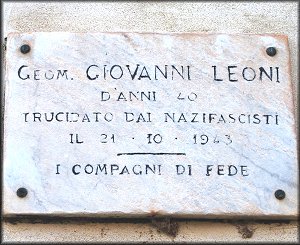 GEOM. GIOVANNI LEONI
D'ANNI 40
TRUCIDATO DAI NAZIFASCISTI
IL 21 · 10 · 1943
I COMPAGNI DI FEDE